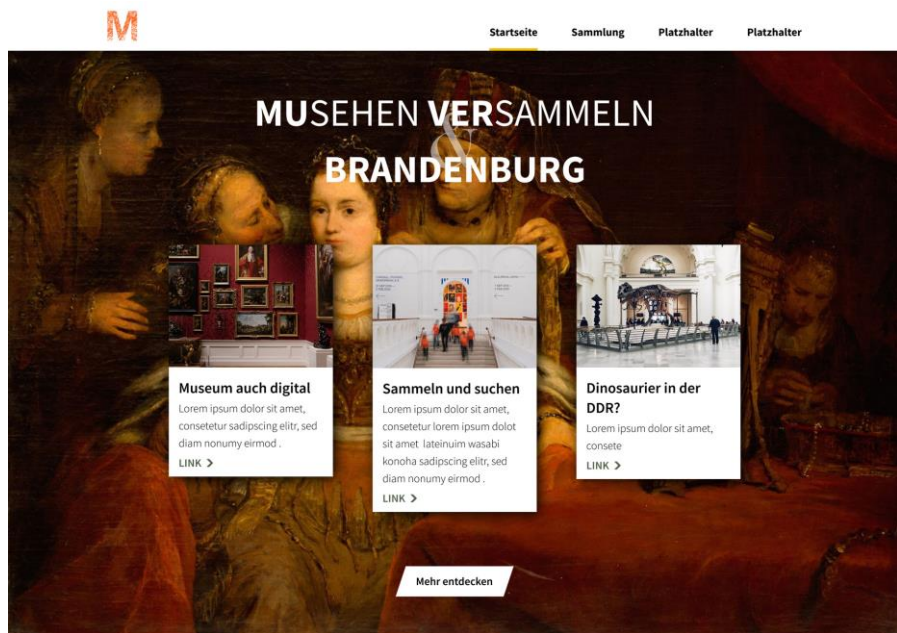 M
Startseite Sammlung Platzhalter Platzhalter
MUSEHEN VERSAMMELN
&
BRANDENBURG
Museum auch digital
Lorem ipsum dolor sit amet,
consetetur sadipscing elitr, sed
diam nonumy eirmod .
LINK
Sammeln und suchen
Lorem ipsum dolor sit amet,
consetetur lorem ipsum dolot
sit amet lateinuim wasabi
konoha sadipscing elitr, sed
diam nonumy eirmod .
LINK
Dinosaurier in der
DDR?
Lorem ipsum dolor sit amet,
consete
LINK
Mehr entdecken